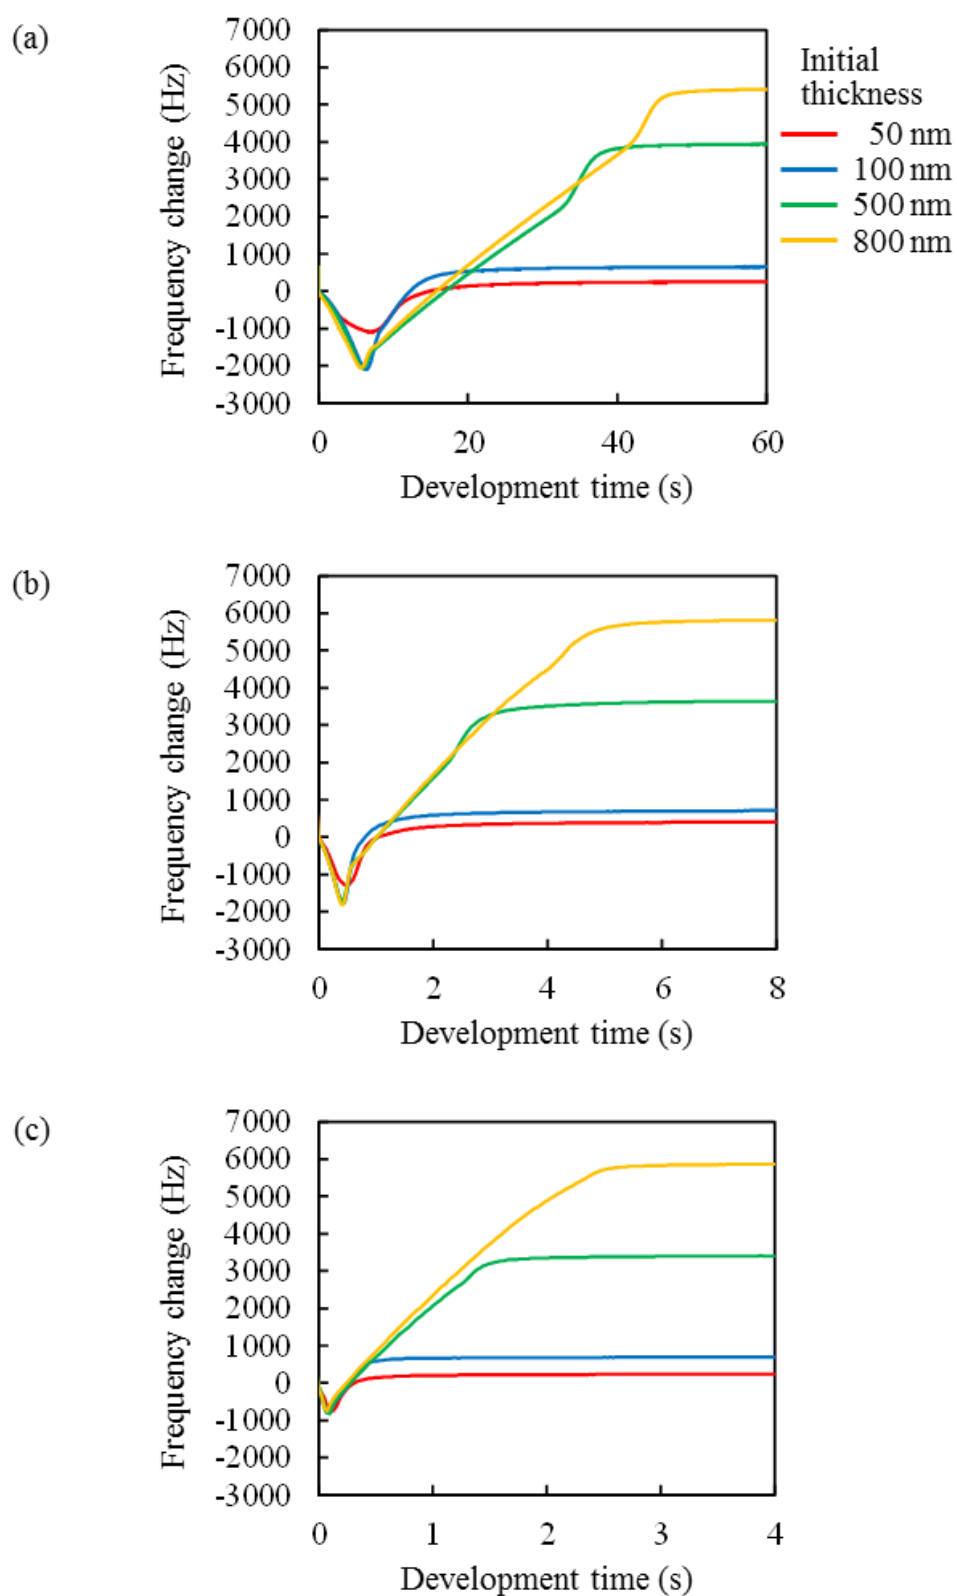 (a)
Frequency change (Hz)
7000
6000
5000
4000
3000
2000
1000
0
-1000
-2000
-3000
0 20 40 60
Development time (s)
Initial
thickness
50 nm
100 nm
500 nm
800 nm
(b)
Frequency change (Hz)
7000
6000
5000
4000
3000
2000
1000
0
-1000
-2000
-3000
0 2 4 6 8
Development time (s)
(c)
Frequency change (Hz)
7000
6000
5000
4000
3000
2000
1000
0
-1000
-2000
-3000
0 1 2 3 4
Development time (s)